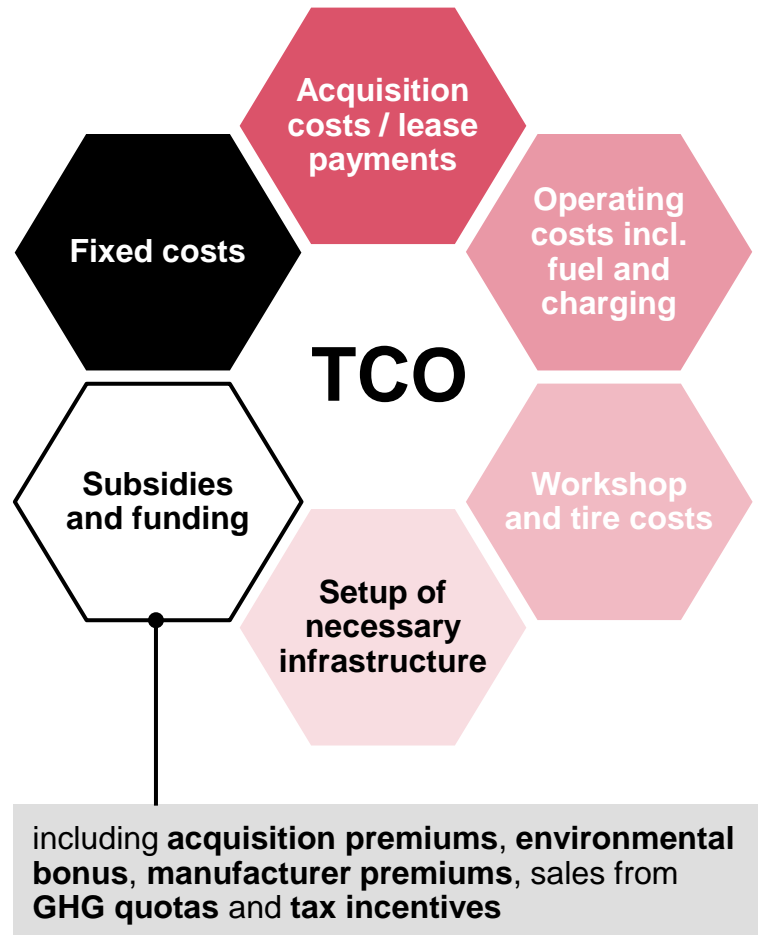 Acquisition
costs / lease
payments
Operating
costs incl.
fuel and
charging
Fixed costs
TCO
Subsidies
and funding
Workshop
and tire costs
Setup of
necessary
infrastructure
including acquisition premiums, environmental
bonus, manufacturer premiums, sales from
GHG quotas and tax incentives